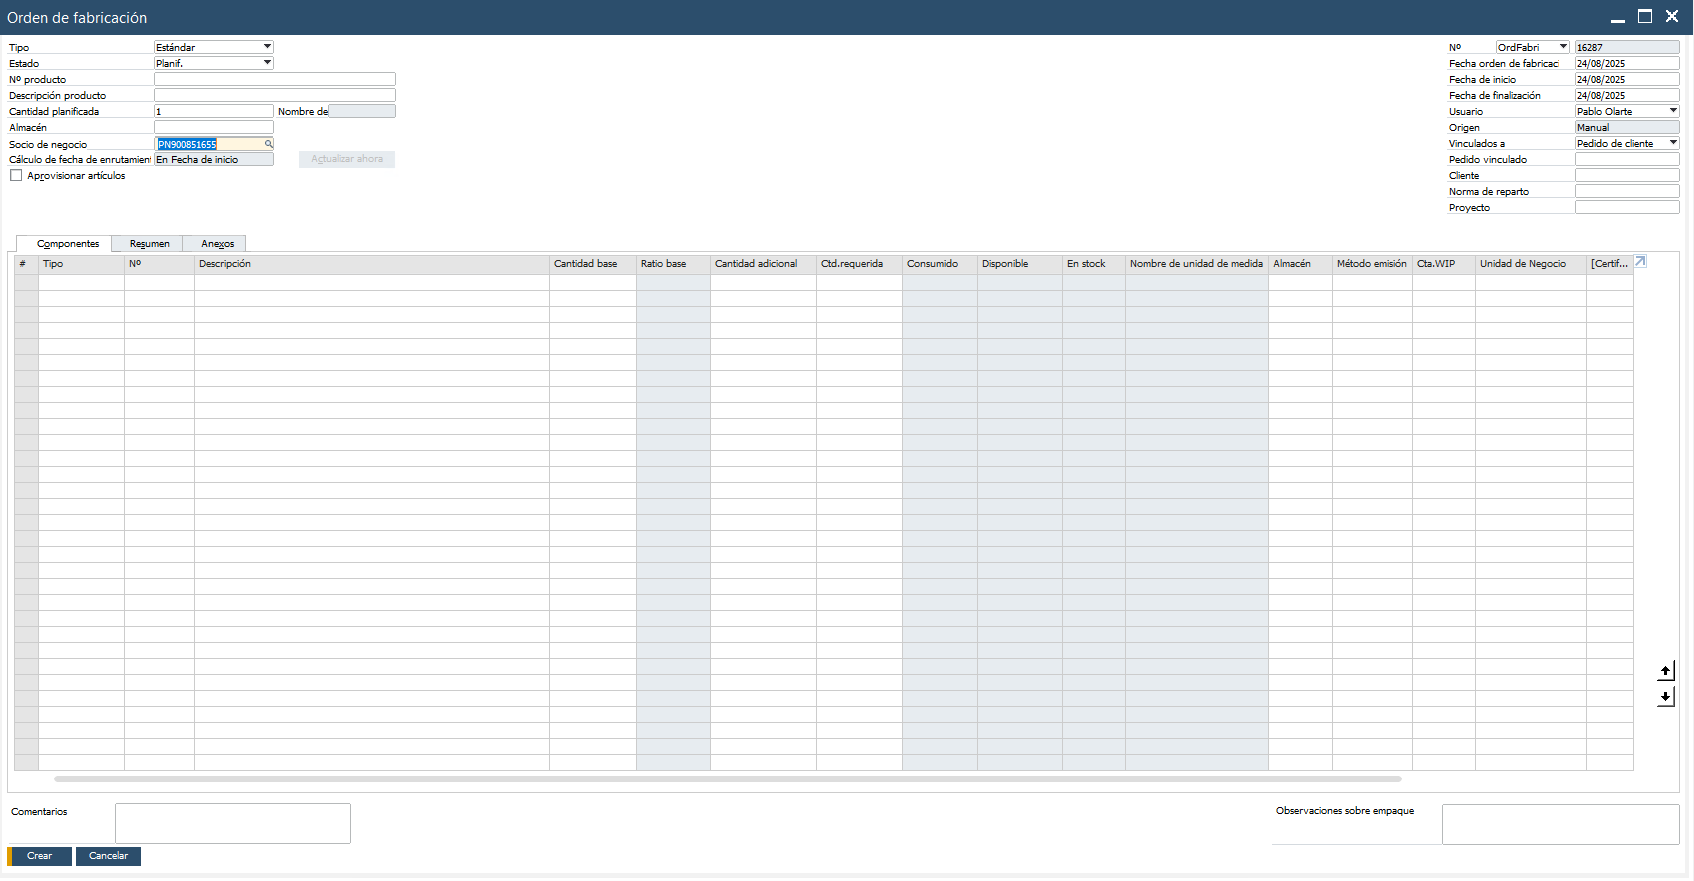 Orden de fabricación
Tipo Estándar
Estado Planif.
Nº producto
Descripción producto
Cantidad planificada 1 Nombre de
Almacén
Socio de negocio PN900851655
Cálculo de fecha de enrutamient En Fecha de inicio Actualizar ahora
Aprovisionar artículos
Nº OrdFabri 16287
Fecha orden de fabricaci 24/08/2025
Fecha de inicio 24/08/2025
Fecha de finalización 24/08/2025
Usuario Pablo Olarte
Origen Manual
Vinculados a Pedido de cliente
Pedido vinculado
Cliente
Norma de reparto
Proyecto
Componentes Resumen Anexos
# Tipo Nº Descripción Cantidad base Ratio base Cantidad adicional Ctd.requerida Consumido Disponible En stock Nombre de unidad de medida Almacén Método emisión Cta.WIP Unidad de Negocio [Certif...
Comentarios
Observaciones sobre empaque
Crear Cancelar